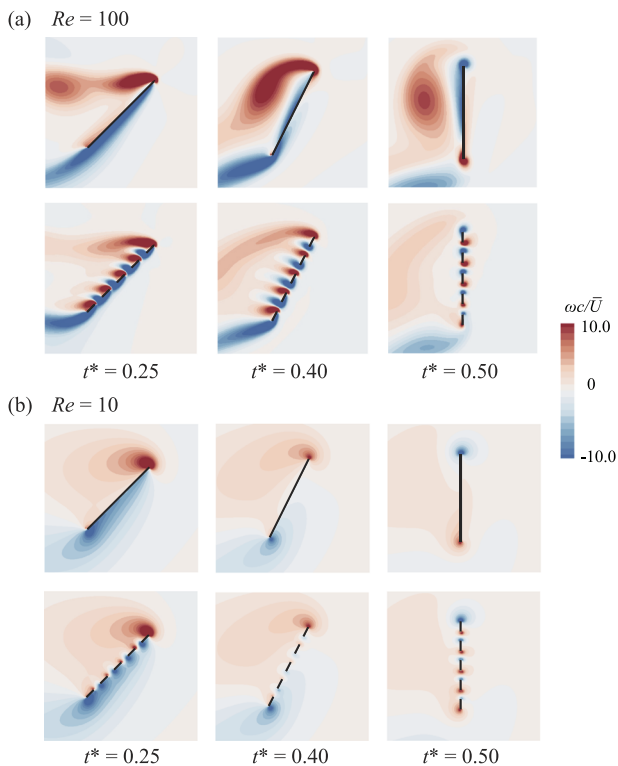 (a) Re = 100
ωc/U̅
10.0
0
-10.0
t* = 0.25 t* = 0.40 t* = 0.50
(b) Re = 10
t* = 0.25 t* = 0.40 t* = 0.50